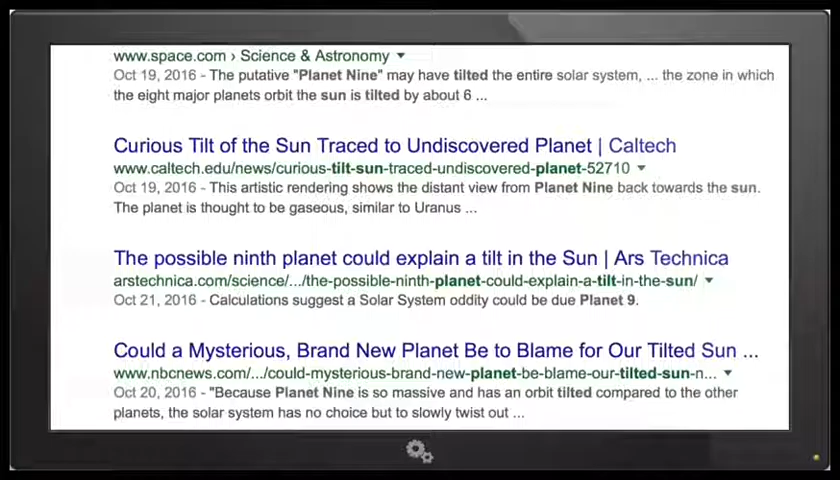 www.space.com › Science & Astronomy
Oct 19, 2016 - The putative "Planet Nine" may have tilted the entire solar system, ... the zone in which
the eight major planets orbit the sun is tilted by about 6 ...
Curious Tilt of the Sun Traced to Undiscovered Planet | Caltech
www.caltech.edu/news/curious-tilt-sun-traced-undiscovered-planet-52710
Oct 19, 2016 - This artistic rendering shows the distant view from Planet Nine back towards the sun.
The planet is thought to be gaseous, similar to Uranus ...
The possible ninth planet could explain a tilt in the Sun | Ars Technica
arstechnica.com/science/.../the-possible-ninth-planet-could-explain-a-tilt-in-the-sun/
Oct 21, 2016 - Calculations suggest a Solar System oddity could be due Planet 9.
Could a Mysterious, Brand New Planet Be to Blame for Our Tilted Sun ...
www.nbcnews.com/.../could-mysterious-brand-new-planet-be-blame-our-tilted-sun-n...
Oct 20, 2016 - "Because Planet Nine is so massive and has an orbit tilted compared to the other
planets, the solar system has no choice but to slowly twist out ...